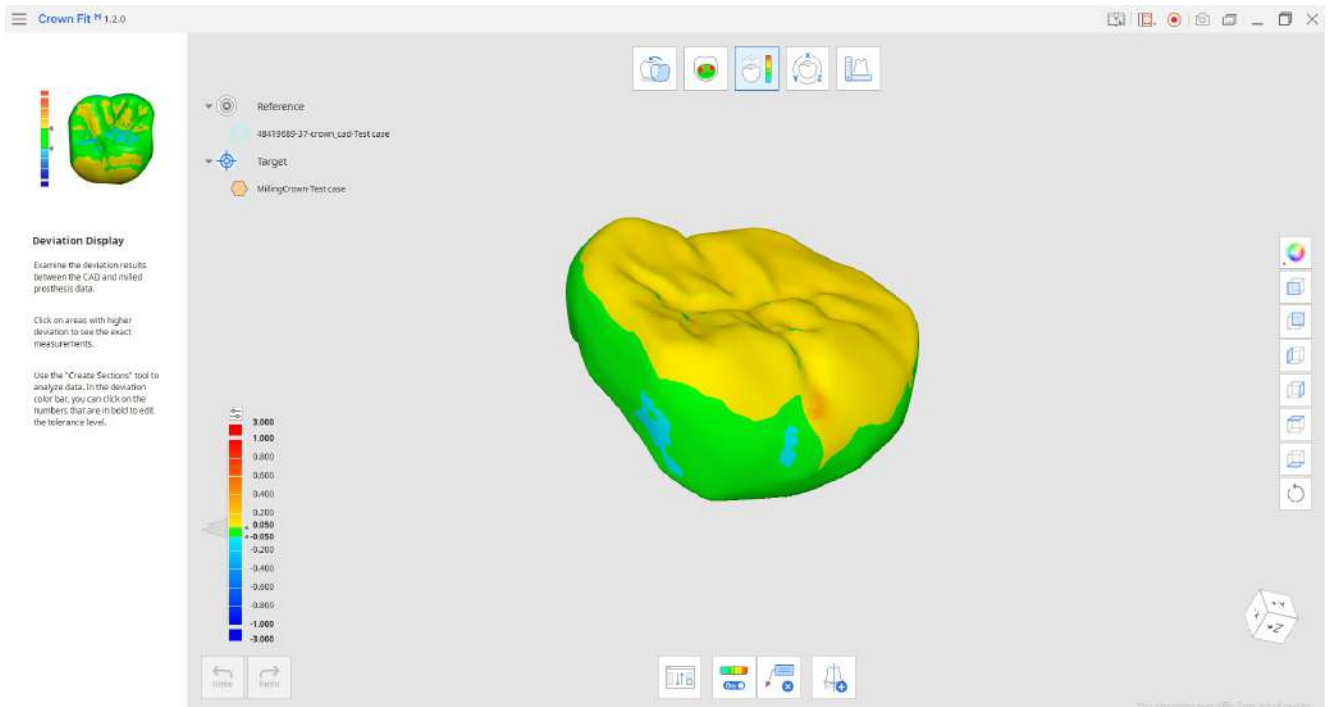 Crown Fit M 1.2.0
Deviation Display
Examine the deviation results
between the CAD and milled
prosthesis data.
Click on areas with higher
deviation to see the exact
measurements.
Use the "Create Sections" tool to
analyze data. In the deviation
color bar, you can click on the
numbers that are in bold to edit
the tolerance level.
Reference
48419689-37-crown_cad-Test case
Target
MillingCrown-Test case
3.000
1.000
0.800
0.600
0.400
0.200
0.050
-0.050
-0.200
-0.400
-0.600
-0.800
-1.000
-3.000
Undo
Redo
On
X
Y
Z
+Y
+Z